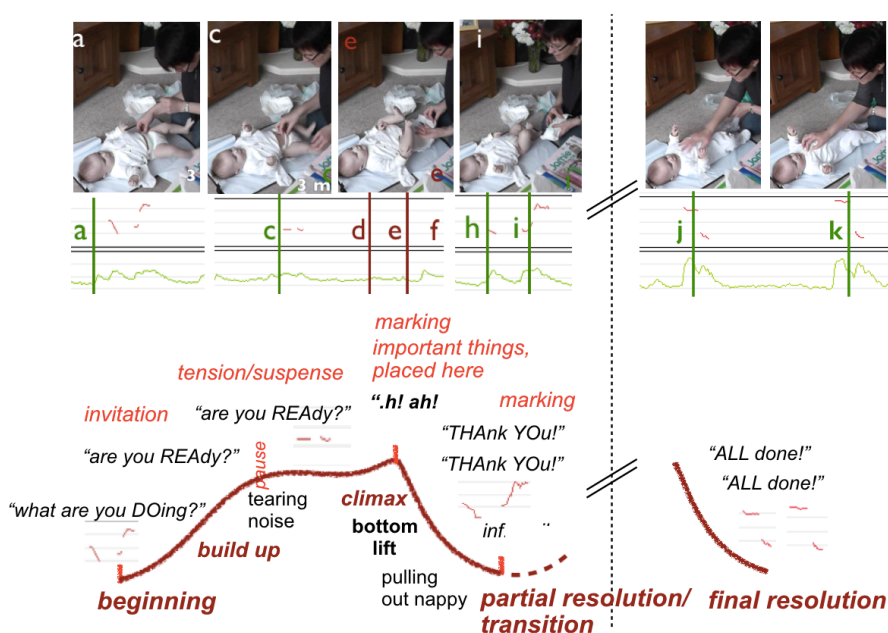 a
c
e
i
3
3 m
e
a
c
d
e
f
h
i
j
k
marking
important things,
placed here
tension/suspense
invitation
“are you REAdy?”
“.h! ah!
marking
“are you REAdy?”
pause
“THAnk YOu!”
“THAnk YOu!”
“ALL done!”
“ALL done!”
“what are you DOing?”
tearing
noise
climax
build up
bottom
lift
pulling
out nappy
beginning
partial resolution/
transition
final resolution